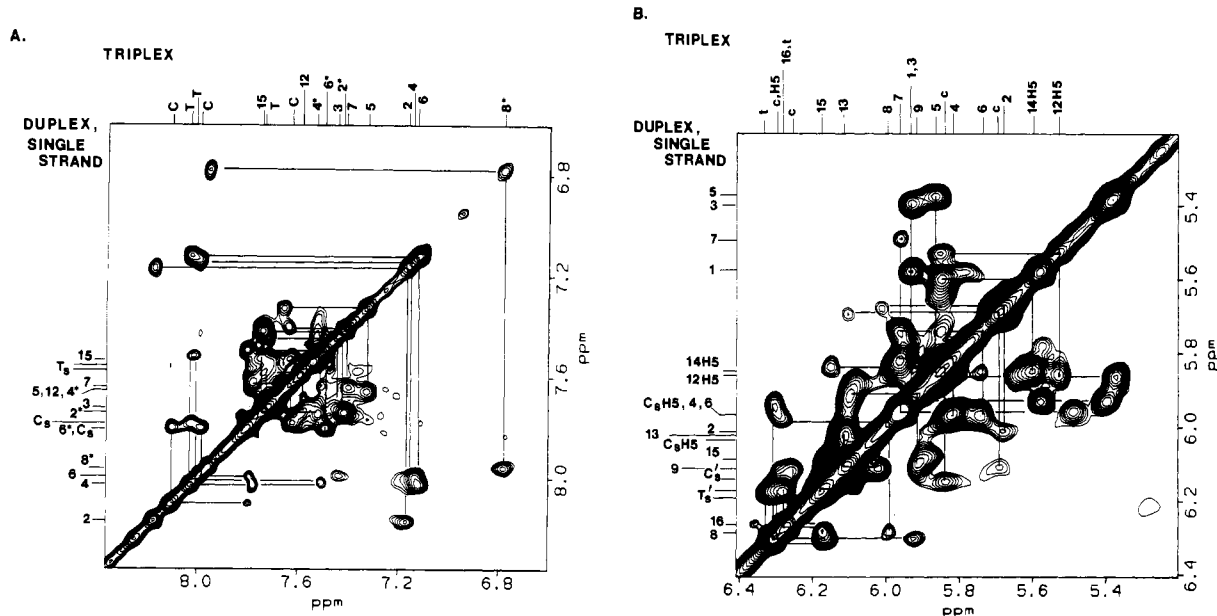 A.
TRIPLEX
C
T
T
C
15
T
C
12
4*
6*
3
2*
7
5
2
4
6
8*
DUPLEX,
SINGLE
STRAND
6.8
7.2
7.6
8.0
ppm
15
Ts
7
5, 12, 4*
3
2*
Cs
6*, Cs
8*
6
4
2
8.0 7.6 7.2 6.8
ppm
B.
TRIPLEX
t
c, H5
16, t
c
15
13
8
7
1, 3
9
5
c
4
6
c
2
14H5
12H5
DUPLEX,
SINGLE
STRAND
5.4
5.6
5.8
6.0
6.2
6.4
ppm
5
3
7
1
14H5
12H5
CsH5, 4, 6
2
13
CsH5
15
9
Cs'
Ts'
16
8
6.4 6.2 6.0 5.8 5.6 5.4
ppm